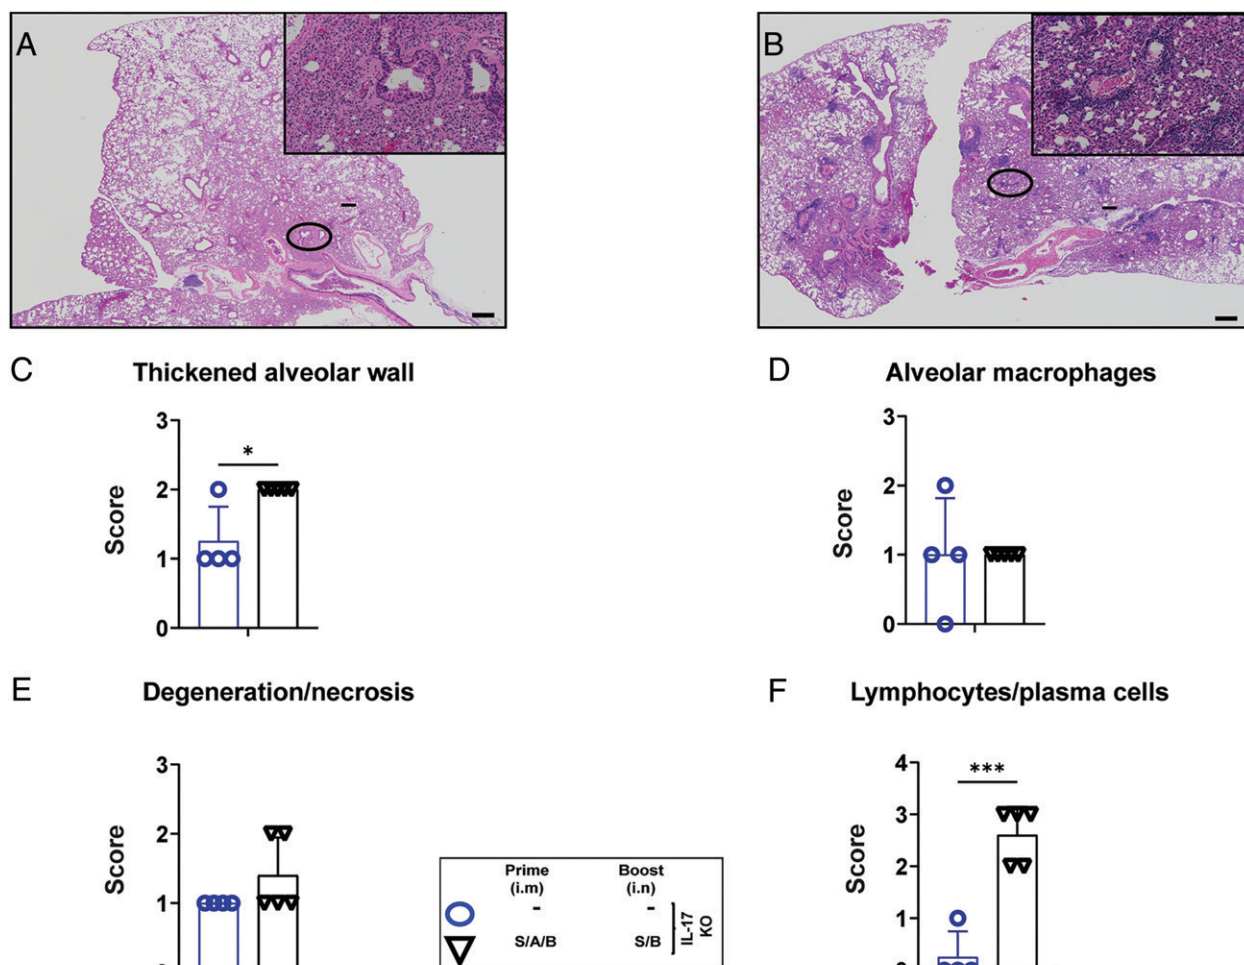 A
B
C Thickened alveolar wall
3
*
2
Score
1
0
D Alveolar macrophages
3
2
Score
1
0
E Degeneration/necrosis
3
2
Score
1
F Lymphocytes/plasma cells
4
***
3
2
Score
1
Prime Boost
(i.m) (i.n)
- -
S/A/B S/B
IL-17
KO